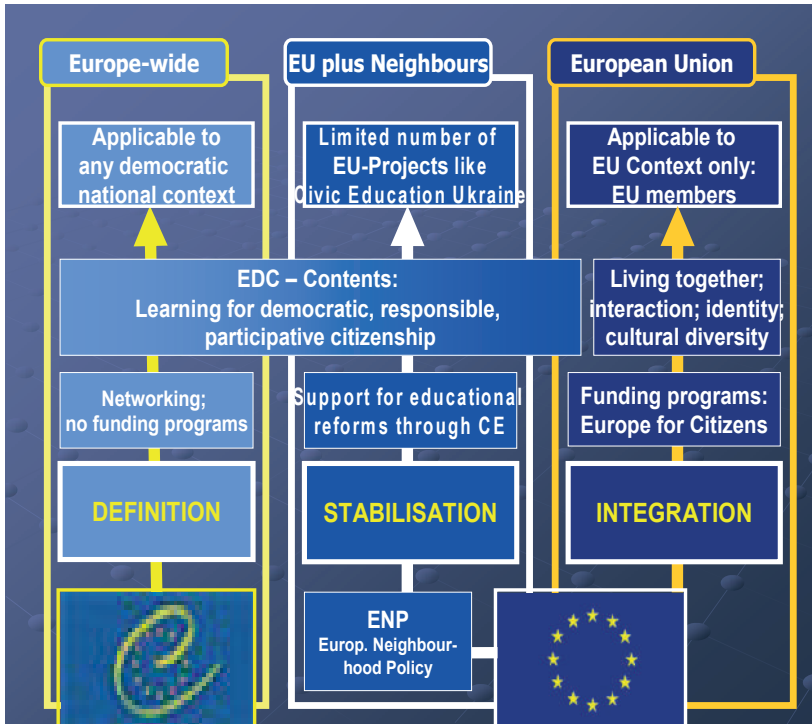 Europe-wide
EU plus Neighbours
European Union
Applicable to
any democratic
national context
Limited number of
EU-Projects like
Civic Education Ukraine
Applicable to
EU Context only:
EU members
EDC – Contents:
Learning for democratic, responsible,
participative citizenship
Living together;
interaction; identity;
cultural diversity
Networking;
no funding programs
Support for educational
reforms through CE
Funding programs:
Europe for Citizens
DEFINITION
STABILISATION
INTEGRATION
ENP
Europ. Neighbour-
hood Policy